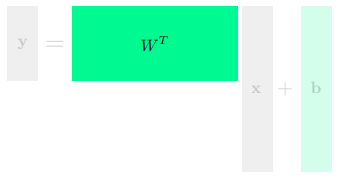 y = W^T x + b